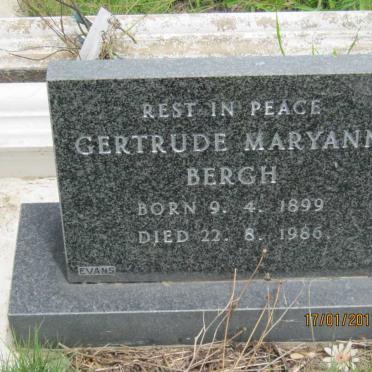 REST IN PEACE
GERTRUDE MARYANN
BERGH
BORN 9. 4. 1899
DIED 22. 8. 1986.
EVANS
17/01/201